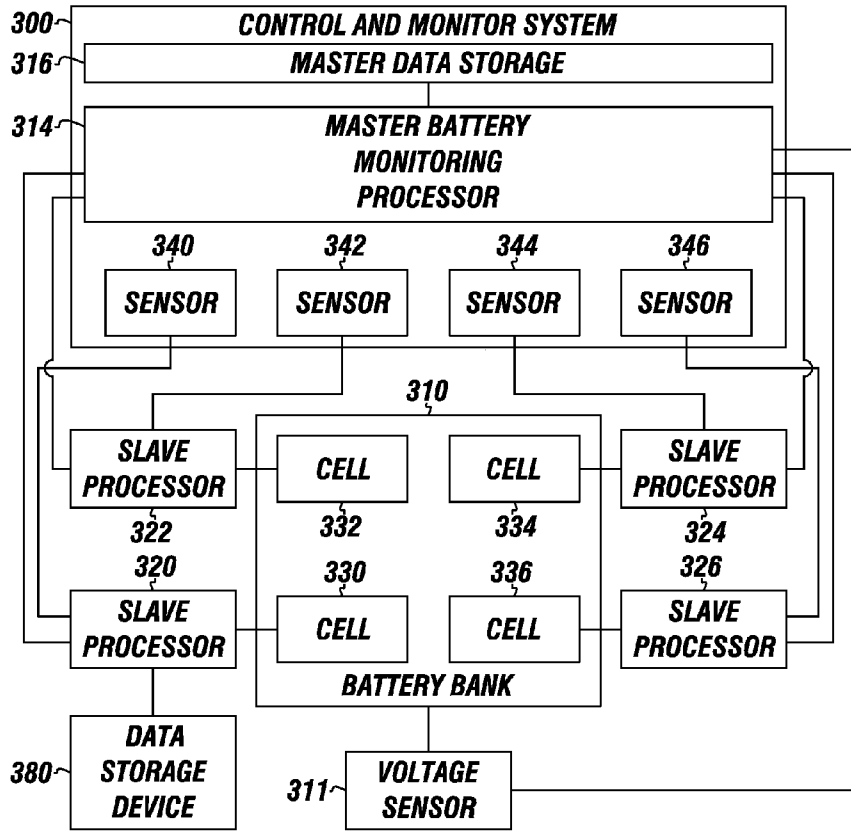 300
CONTROL AND MONITOR SYSTEM
316
MASTER DATA STORAGE
314
MASTER BATTERY
MONITORING
PROCESSOR
340
342
344
346
SENSOR
SENSOR
SENSOR
SENSOR
310
SLAVE
PROCESSOR
322
CELL
332
CELL
334
SLAVE
PROCESSOR
324
320
SLAVE
PROCESSOR
330
CELL
336
CELL
326
SLAVE
PROCESSOR
BATTERY BANK
380
DATA
STORAGE
DEVICE
311
VOLTAGE
SENSOR